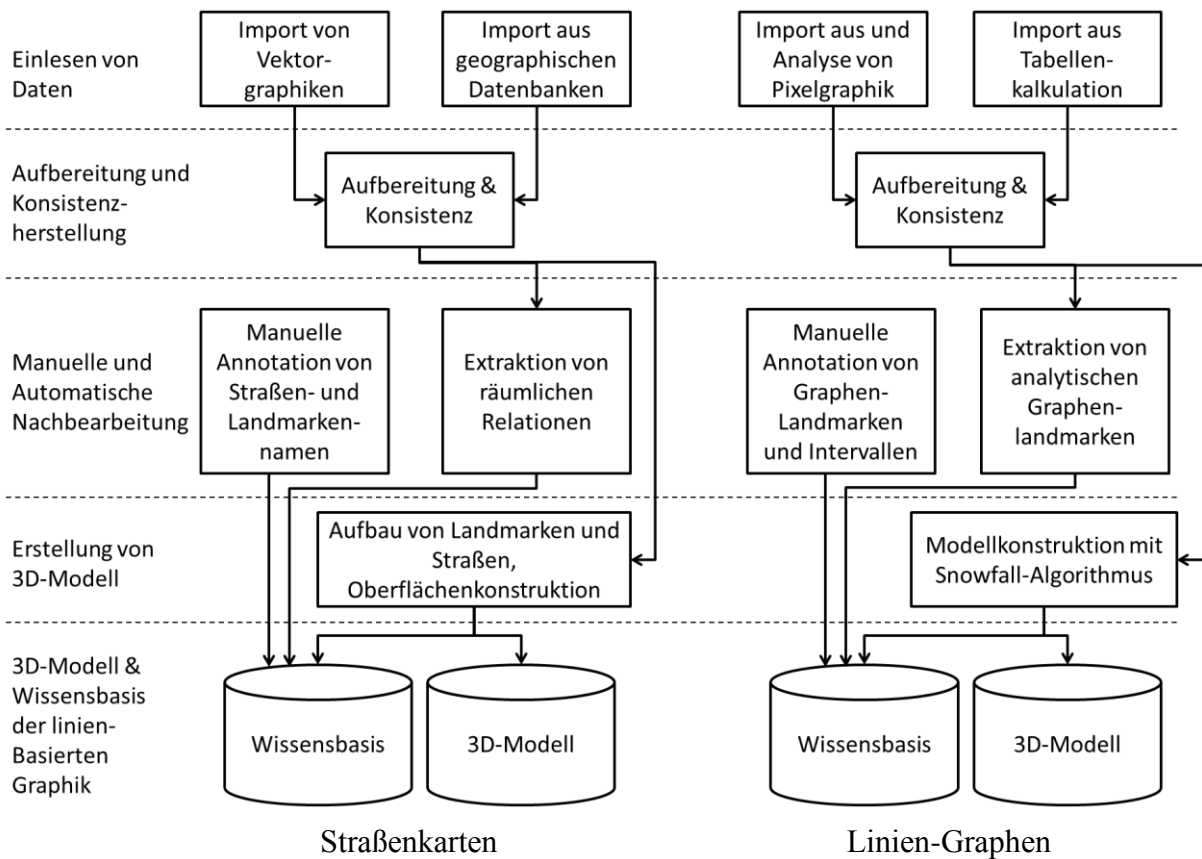 Einlesen von
Daten
Import von
Vektor-
graphiken
Import aus
geographischen
Datenbanken
Import aus und
Analyse von
Pixelgraphik
Import aus
Tabellen-
kalkulation
Aufbereitung und
Konsistenz-
herstellung
Aufbereitung &
Konsistenz
Aufbereitung &
Konsistenz
Manuelle und
Automatische
Nachbearbeitung
Manuelle
Annotation von
Straßen- und
Landmarken-
namen
Extraktion von
räumlichen
Relationen
Manuelle
Annotation von
Graphen-
Landmarken
und Intervallen
Extraktion von
analytischen
Graphen-
landmarken
Erstellung von
3D-Modell
Aufbau von Landmarken und
Straßen,
Oberflächenkonstruktion
Modellkonstruktion mit
Snowfall-Algorithmus
3D-Modell &
Wissensbasis
der linien-
Basierten
Graphik
Wissensbasis
3D-Modell
Wissensbasis
3D-Modell
Straßenkarten
Linien-Graphen